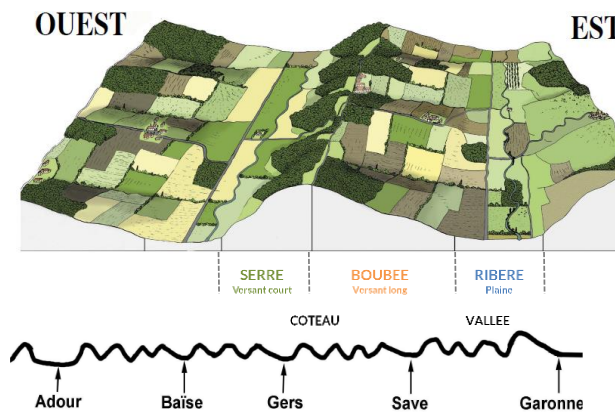 OUEST
EST
SERRE
Versant court
BOUBEE
Versant long
RIBERE
Plaine
COTEAU
VALLEE
Adour
Baïse
Gers
Save
Garonne